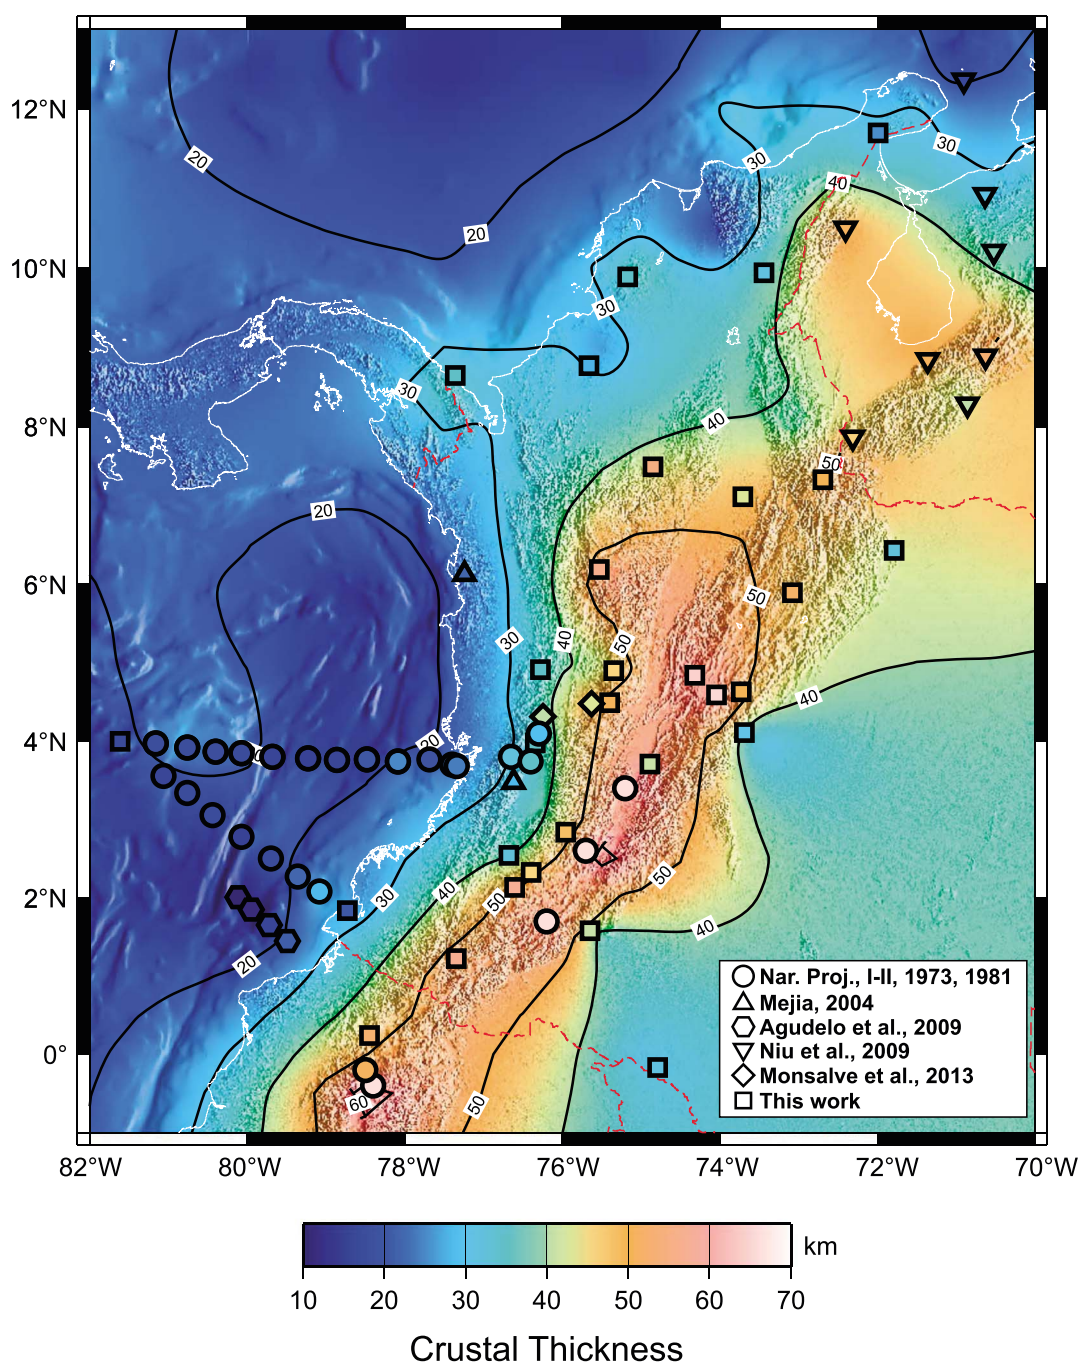 12°N
10°N
8°N
6°N
4°N
2°N
0°
20
20
30
30
40
30
30
40
50
20
50
30
40
50
40
20
50
40
30
50
40
20
60
50
Nar. Proj., I-II, 1973, 1981
Mejia, 2004
Agudelo et al., 2009
Niu et al., 2009
Monsalve et al., 2013
This work
82°W 80°W 78°W 76°W 74°W 72°W 70°W
km
10 20 30 40 50 60 70
Crustal Thickness